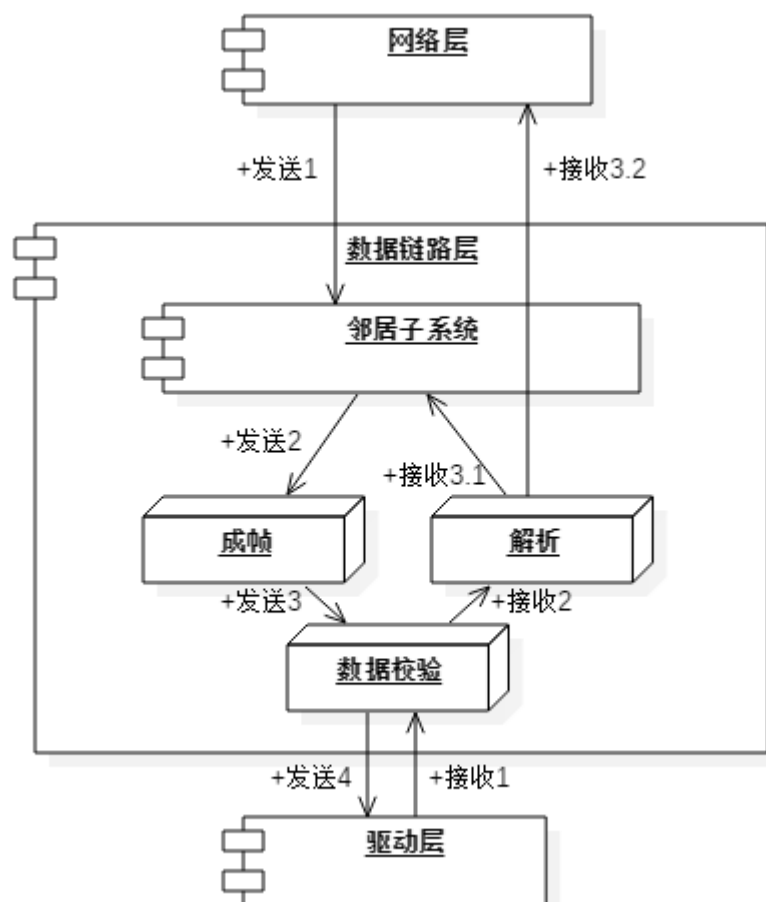 网络层
+发送1
+接收3.2
数据链路层
邻居子系统
+发送2
+接收3.1
成帧
解析
+发送3
+接收2
数据校验
+发送4
+接收1
驱动层